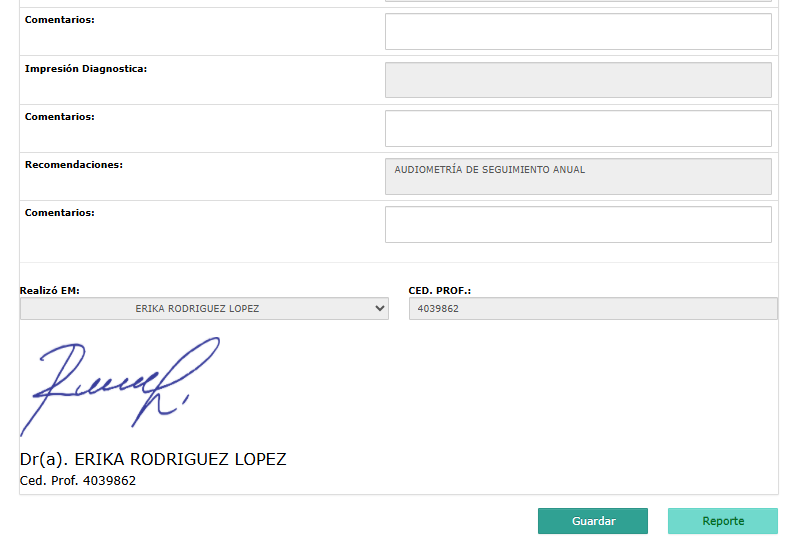 Comentarios:
Impresión Diagnostica:
Comentarios:
Recomendaciones:
AUDIOMETRÍA DE SEGUIMIENTO ANUAL
Comentarios:
Realizó EM:
CED. PROF.:
ERIKA RODRIGUEZ LOPEZ
4039862
Dr(a). ERIKA RODRIGUEZ LOPEZ
Ced. Prof. 4039862
Guardar
Reporte